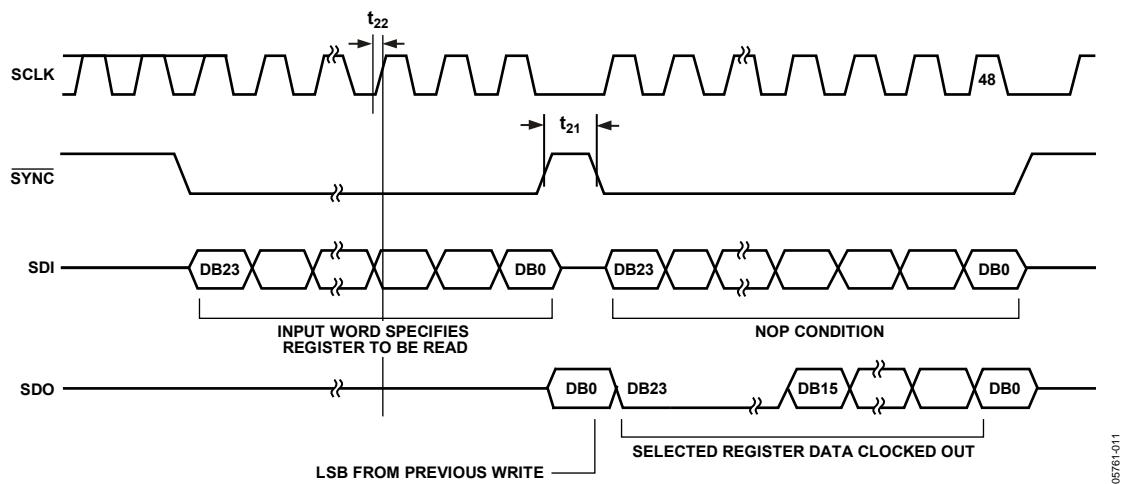 t22
SCLK
48
t21
SYNC
SDI
DB23
DB0
DB23
DB0
INPUT WORD SPECIFIES
REGISTER TO BE READ
NOP CONDITION
SDO
DB0
DB23
DB15
DB0
SELECTED REGISTER DATA CLOCKED OUT
LSB FROM PREVIOUS WRITE
05761-011